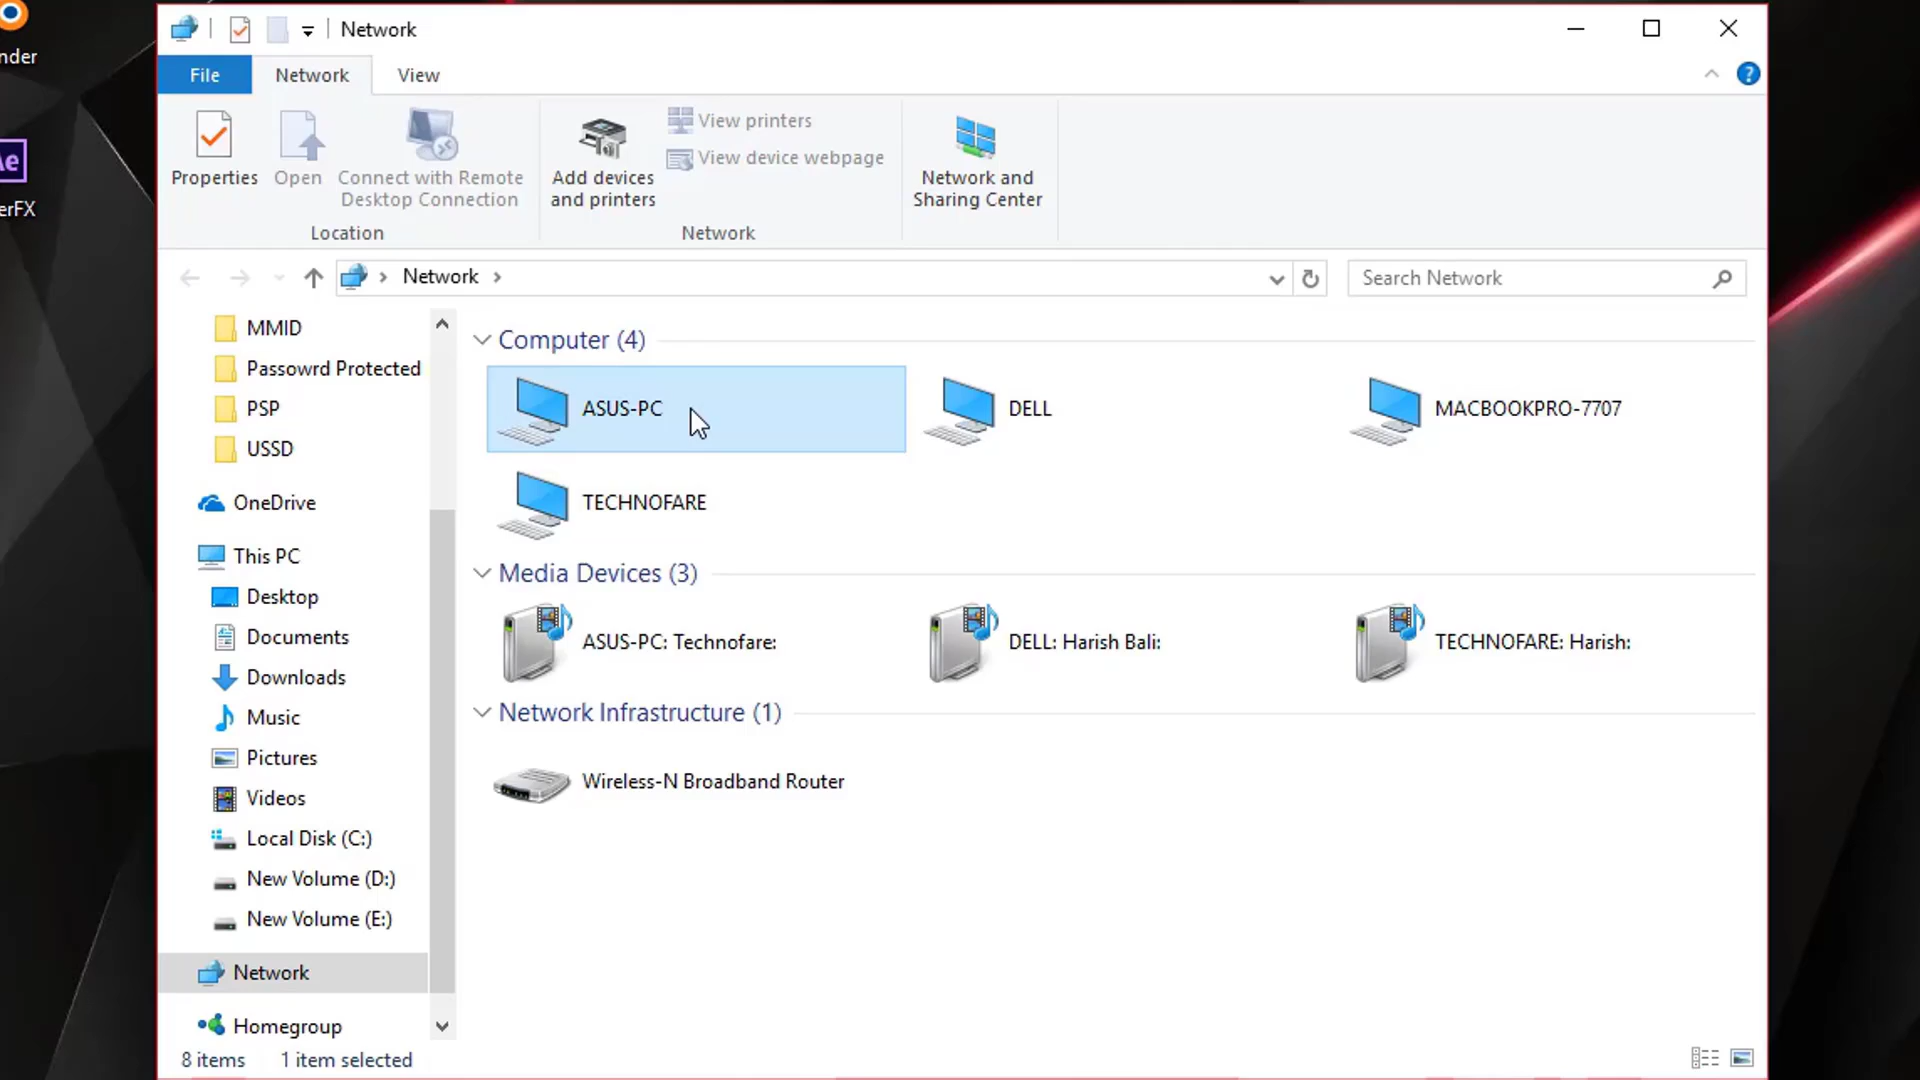 nder
Ae
erFX
Network
File
Network
View
?
Properties
Open
Connect with Remote
Desktop Connection
Location
Add devices
and printers
View printers
View device webpage
Network
Network and
Sharing Center
Network
Search Network
MMID
Passowrd Protected
PSP
USSD
OneDrive
This PC
Desktop
Documents
Downloads
Music
Pictures
Videos
Local Disk (C:)
New Volume (D:)
New Volume (E:)
Network
Homegroup
Computer (4)
ASUS-PC
DELL
MACBOOKPRO-7707
TECHNOFARE
Media Devices (3)
ASUS-PC: Technofare:
DELL: Harish Bali:
TECHNOFARE: Harish:
Network Infrastructure (1)
Wireless-N Broadband Router
8 items
1 item selected